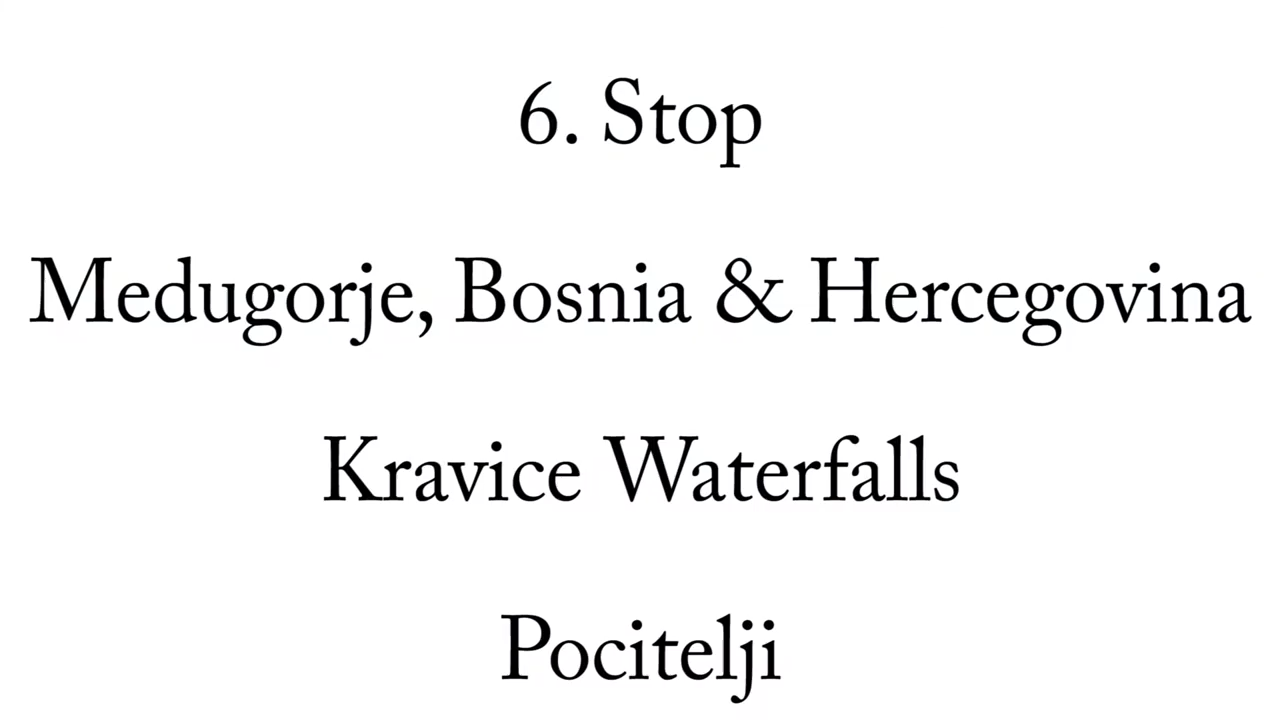 6. Stop
Medugorje, Bosnia & Hercegovina
Kravice Waterfalls
Pocitelji